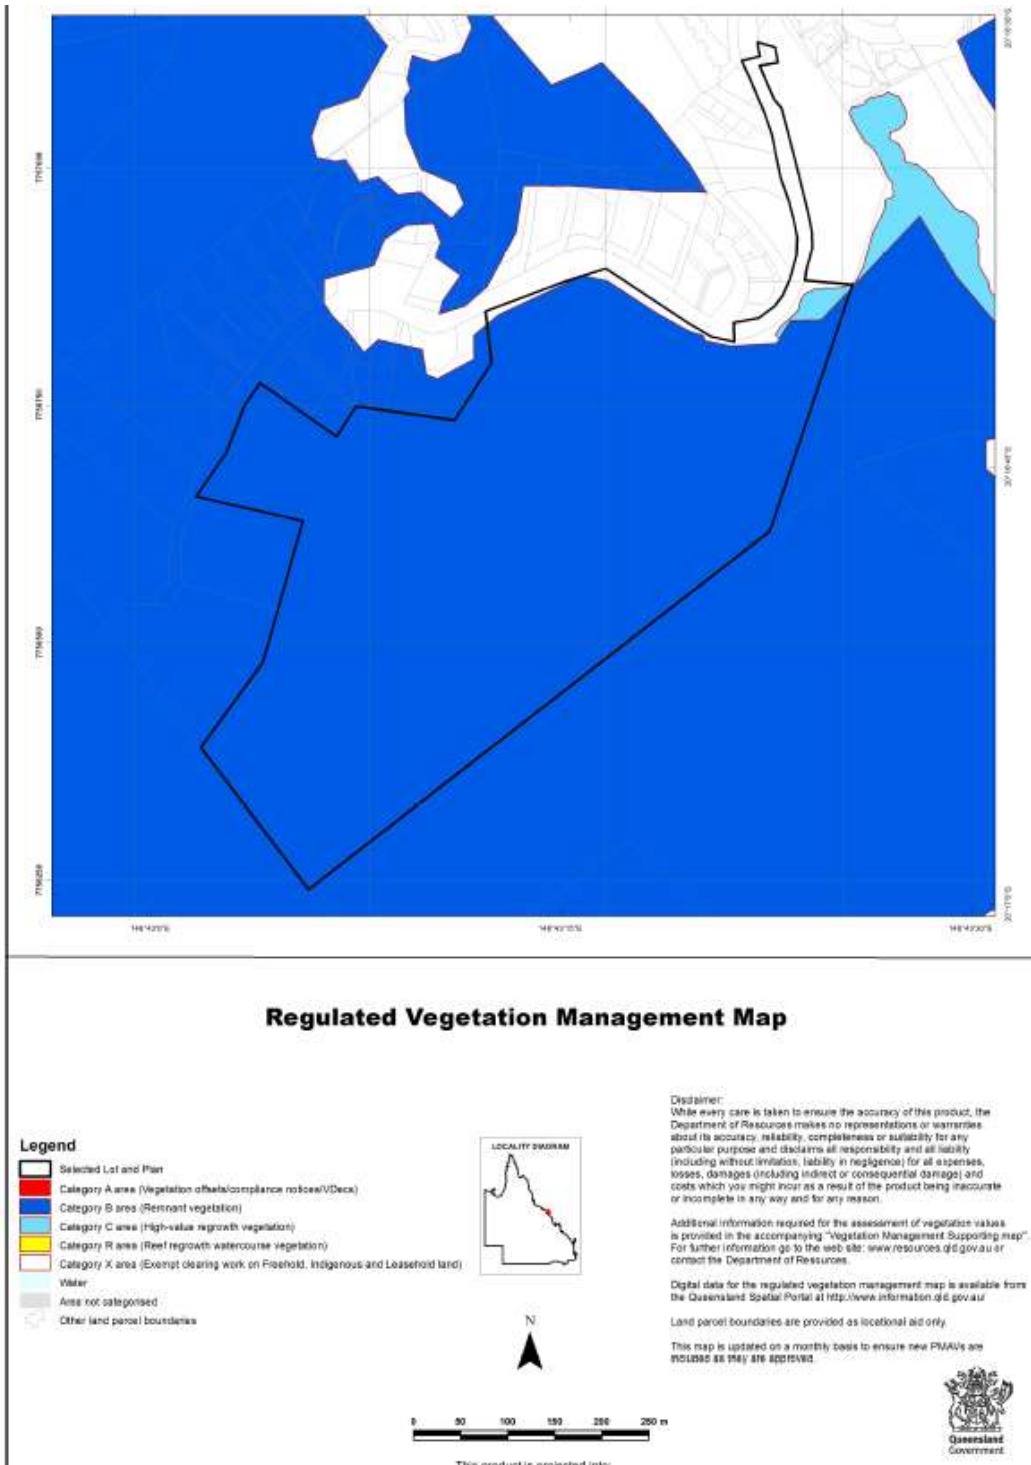 Regulated Vegetation Management Map
Legend
Selected Lot and Plan
Category A area (Vegetation offsets/compliance notices/VDecs)
Category B area (Remnant vegetation)
Category C area (High-value regrowth vegetation)
Category R area (Reef regrowth watercourse vegetation)
Category X area (Exempt clearing work on Freehold, Indigenous and Leasehold land)
Water
Area not categorised
Other land parcel boundaries
LOCALITY DIAGRAM
N
0 50 100 150 200 250 m
Disclaimer:
While every care is taken to ensure the accuracy of this product, the
Department of Resources makes no representations or warranties
about its accuracy, reliability, completeness or suitability for any
particular purpose and disclaims all responsibility and all liability
(including without limitation, liability in negligence) for all expenses,
losses, damages (including indirect or consequential damage) and
costs which you might incur as a result of the product being inaccurate
or incomplete in any way and for any reason.
Additional information required for the assessment of vegetation values
is provided in the accompanying "Vegetation Management Supporting map".
For further information go to the web site: www.resources.qld.gov.au or
contact the Department of Resources.
Digital data for the regulated vegetation management map is available from
the Queensland Spatial Portal at http://www.information.qld.gov.au/
Land parcel boundaries are provided as locational aid only.
This map is updated on a monthly basis to ensure new PMAVs are
included as they are approved.
Queensland
Government
This product is projected into: